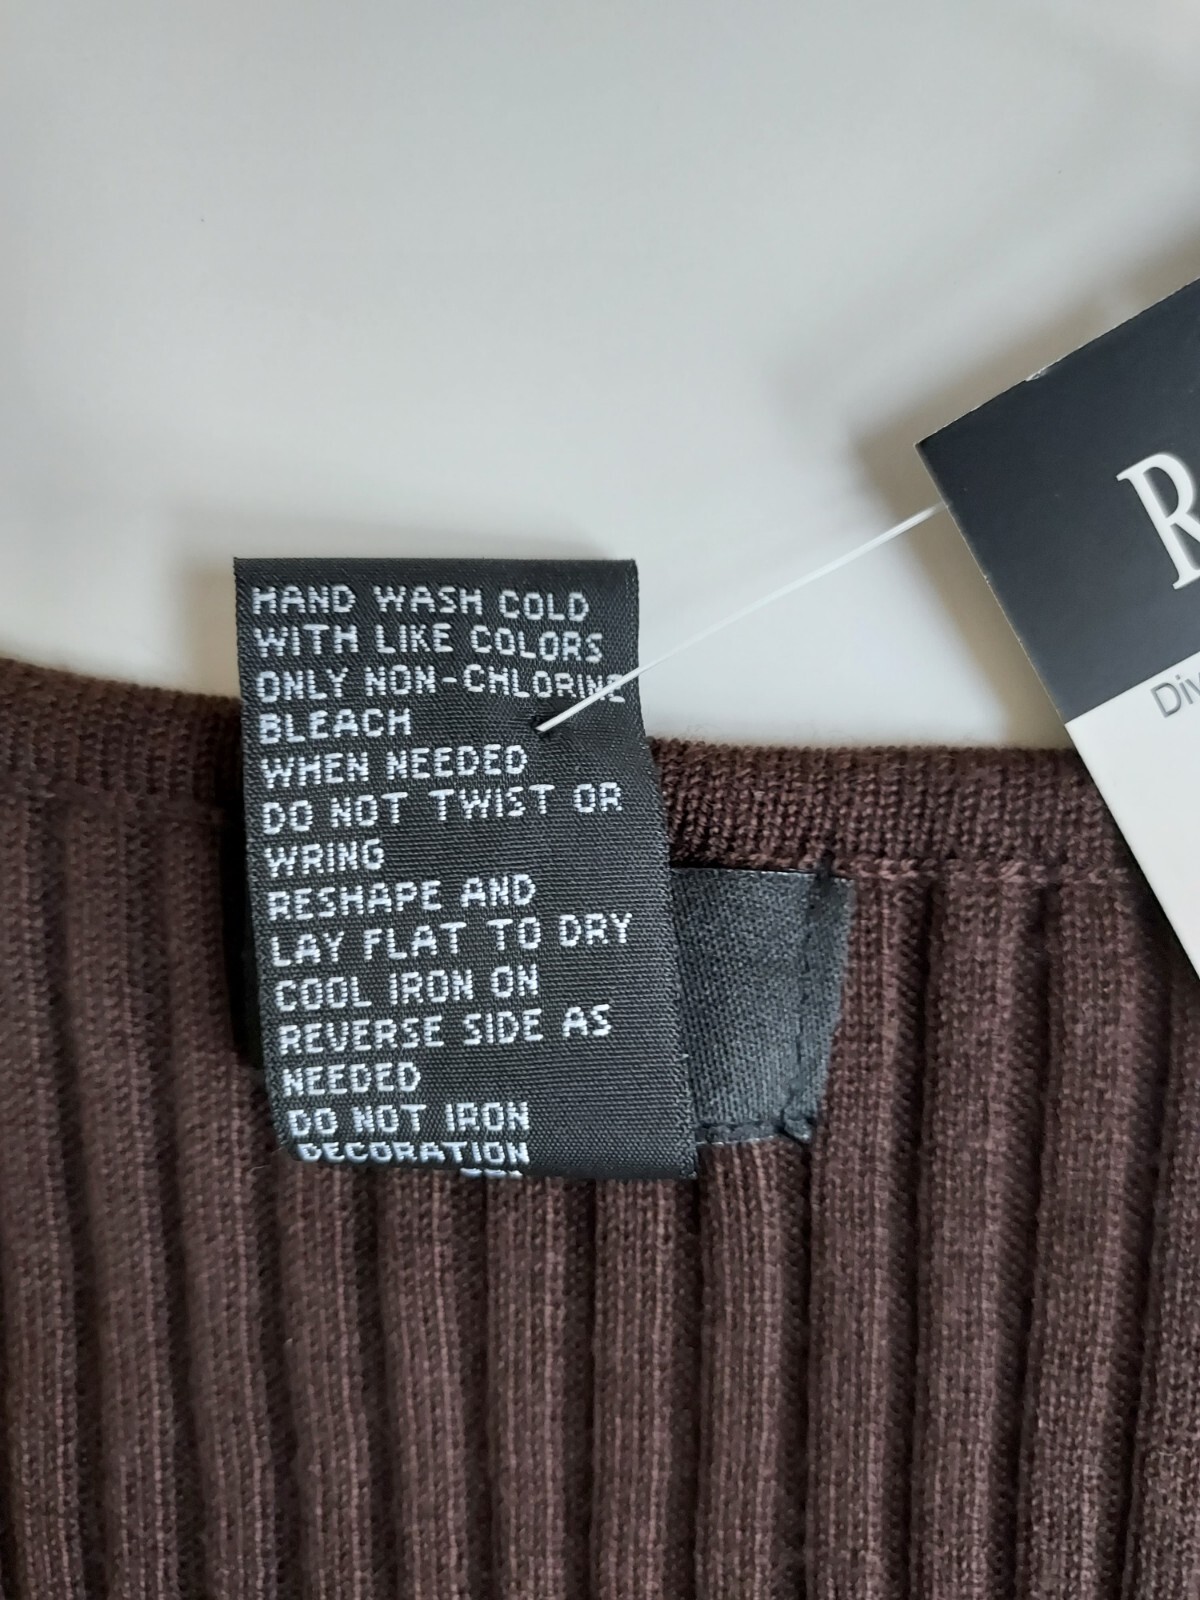 HAND WASH COLD
WITH LIKE COLORS
ONLY NON-CHLORINE
BLEACH
WHEN NEEDED
DO NOT TWIST OR
WRING
RESHAPE AND
LAY FLAT TO DRY
COOL IRON ON
REVERSE SIDE AS
NEEDED
DO NOT IRON
DECORATION
R
Div